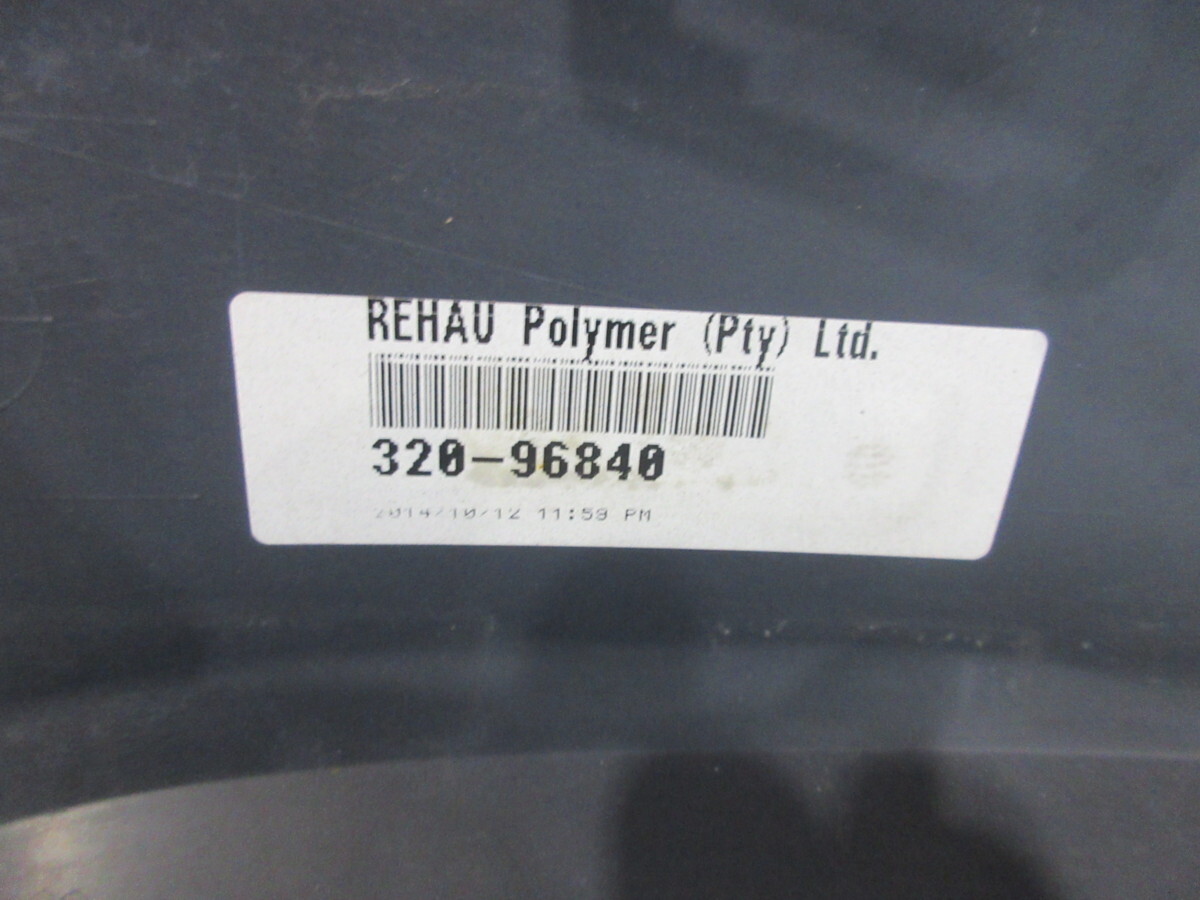 REHAU Polymer (Pty) Ltd.
320-96840
2014/10/12 11:59 PM